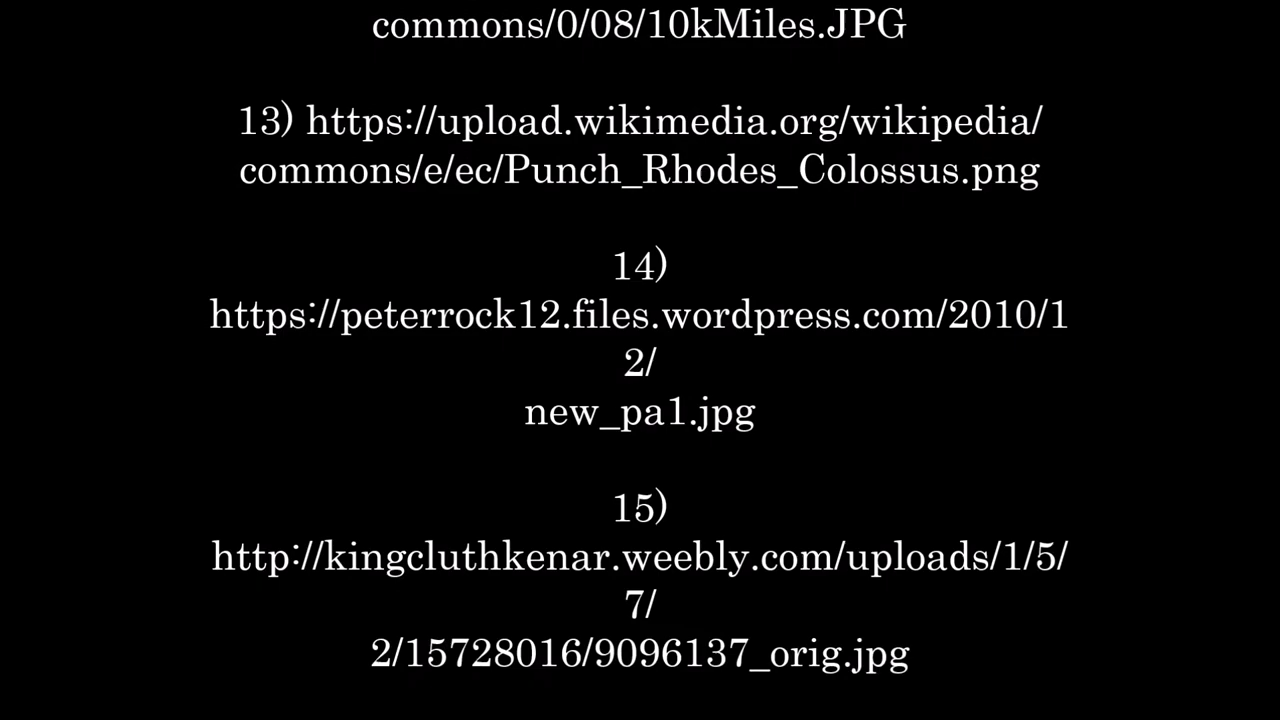 commons/0/08/10kMiles.JPG
13) https://upload.wikimedia.org/wikipedia/
commons/e/ec/Punch_Rhodes_Colossus.png
14)
https://peterrock12.files.wordpress.com/2010/1
2/
new_pa1.jpg
15)
http://kingcluthkenar.weebly.com/uploads/1/5/
7/
2/15728016/9096137_orig.jpg